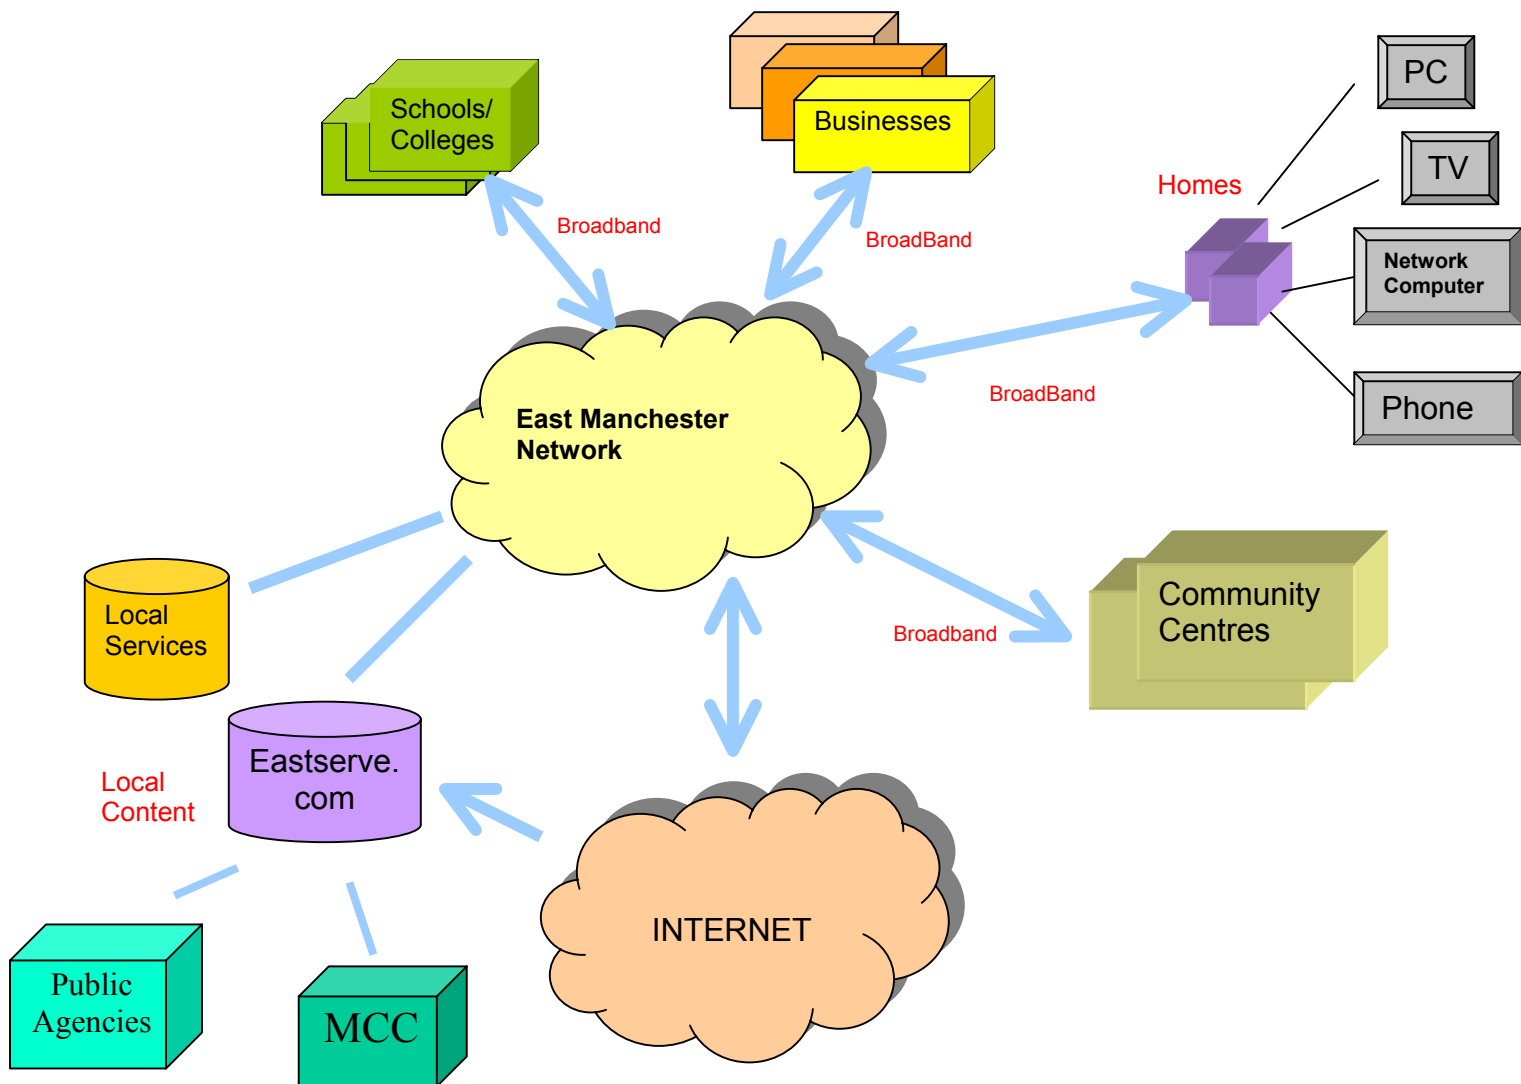 Schools/
Colleges
Businesses
PC
TV
Homes
Network
Computer
Phone
Broadband
BroadBand
BroadBand
East Manchester
Network
Local
Services
Broadband
Community
Centres
Eastserve.
com
Local
Content
INTERNET
Public
Agencies
MCC